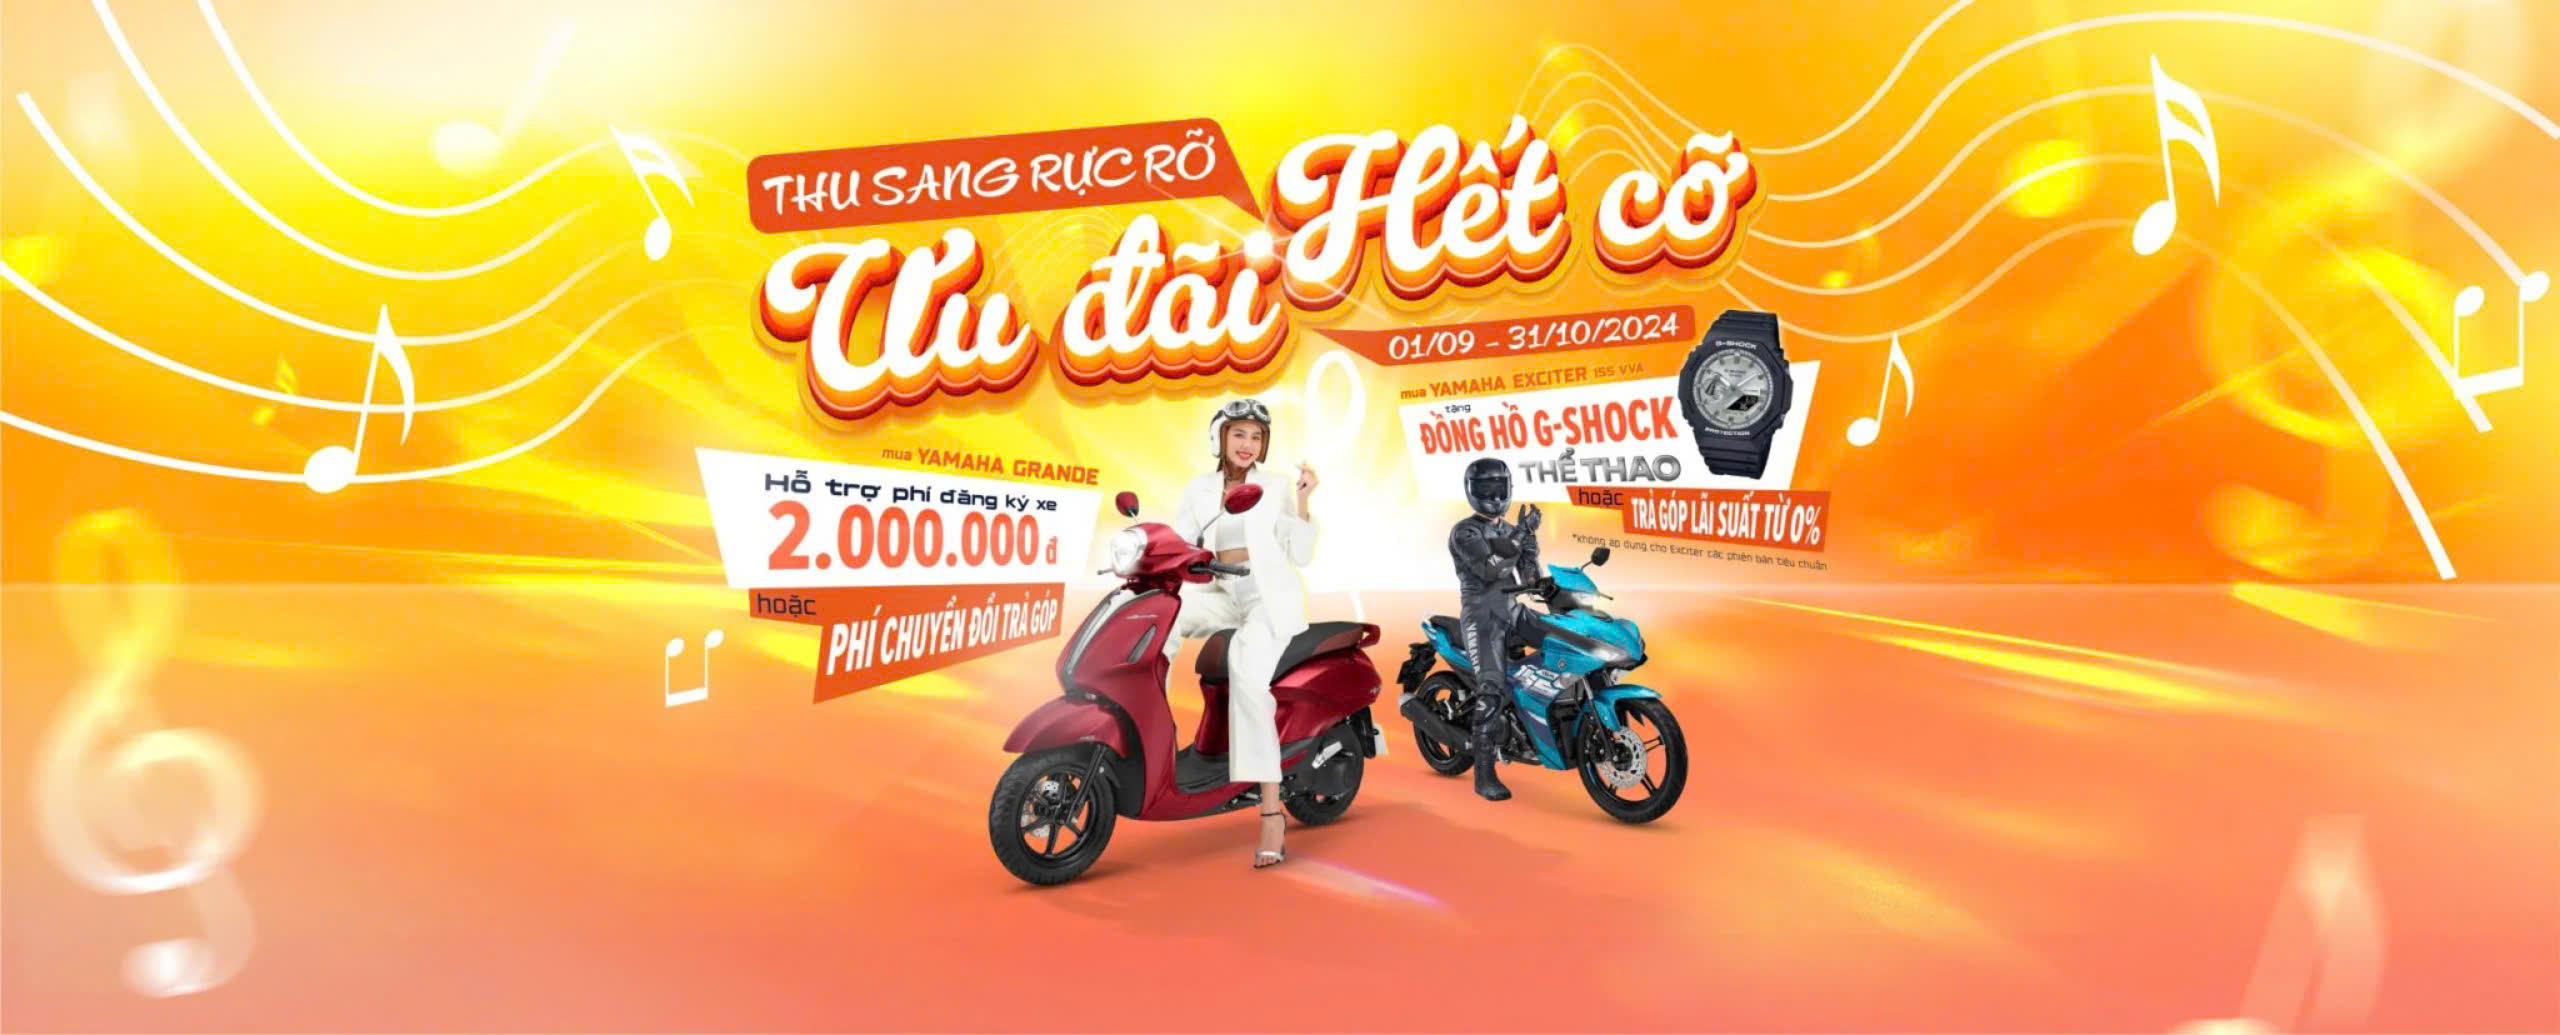 THU SANG RỰC RỠ
Ưu đãi Hết cỡ
01/09 - 31/10/2024
mua YAMAHA GRANDE
Hỗ trợ phí đăng ký xe
2.000.000 đ
hoặc
PHÍ CHUYỂN ĐỔI TRẢ GÓP
mua YAMAHA EXCITER 155 VVA
tặng
ĐỒNG HỒ G-SHOCK
THỂ THAO
hoặc
TRẢ GÓP LÃI SUẤT TỪ 0%
*Không áp dụng cho Exciter các phiên bản tiêu chuẩn
G-SHOCK
PROTECTION
YAMAHA
155